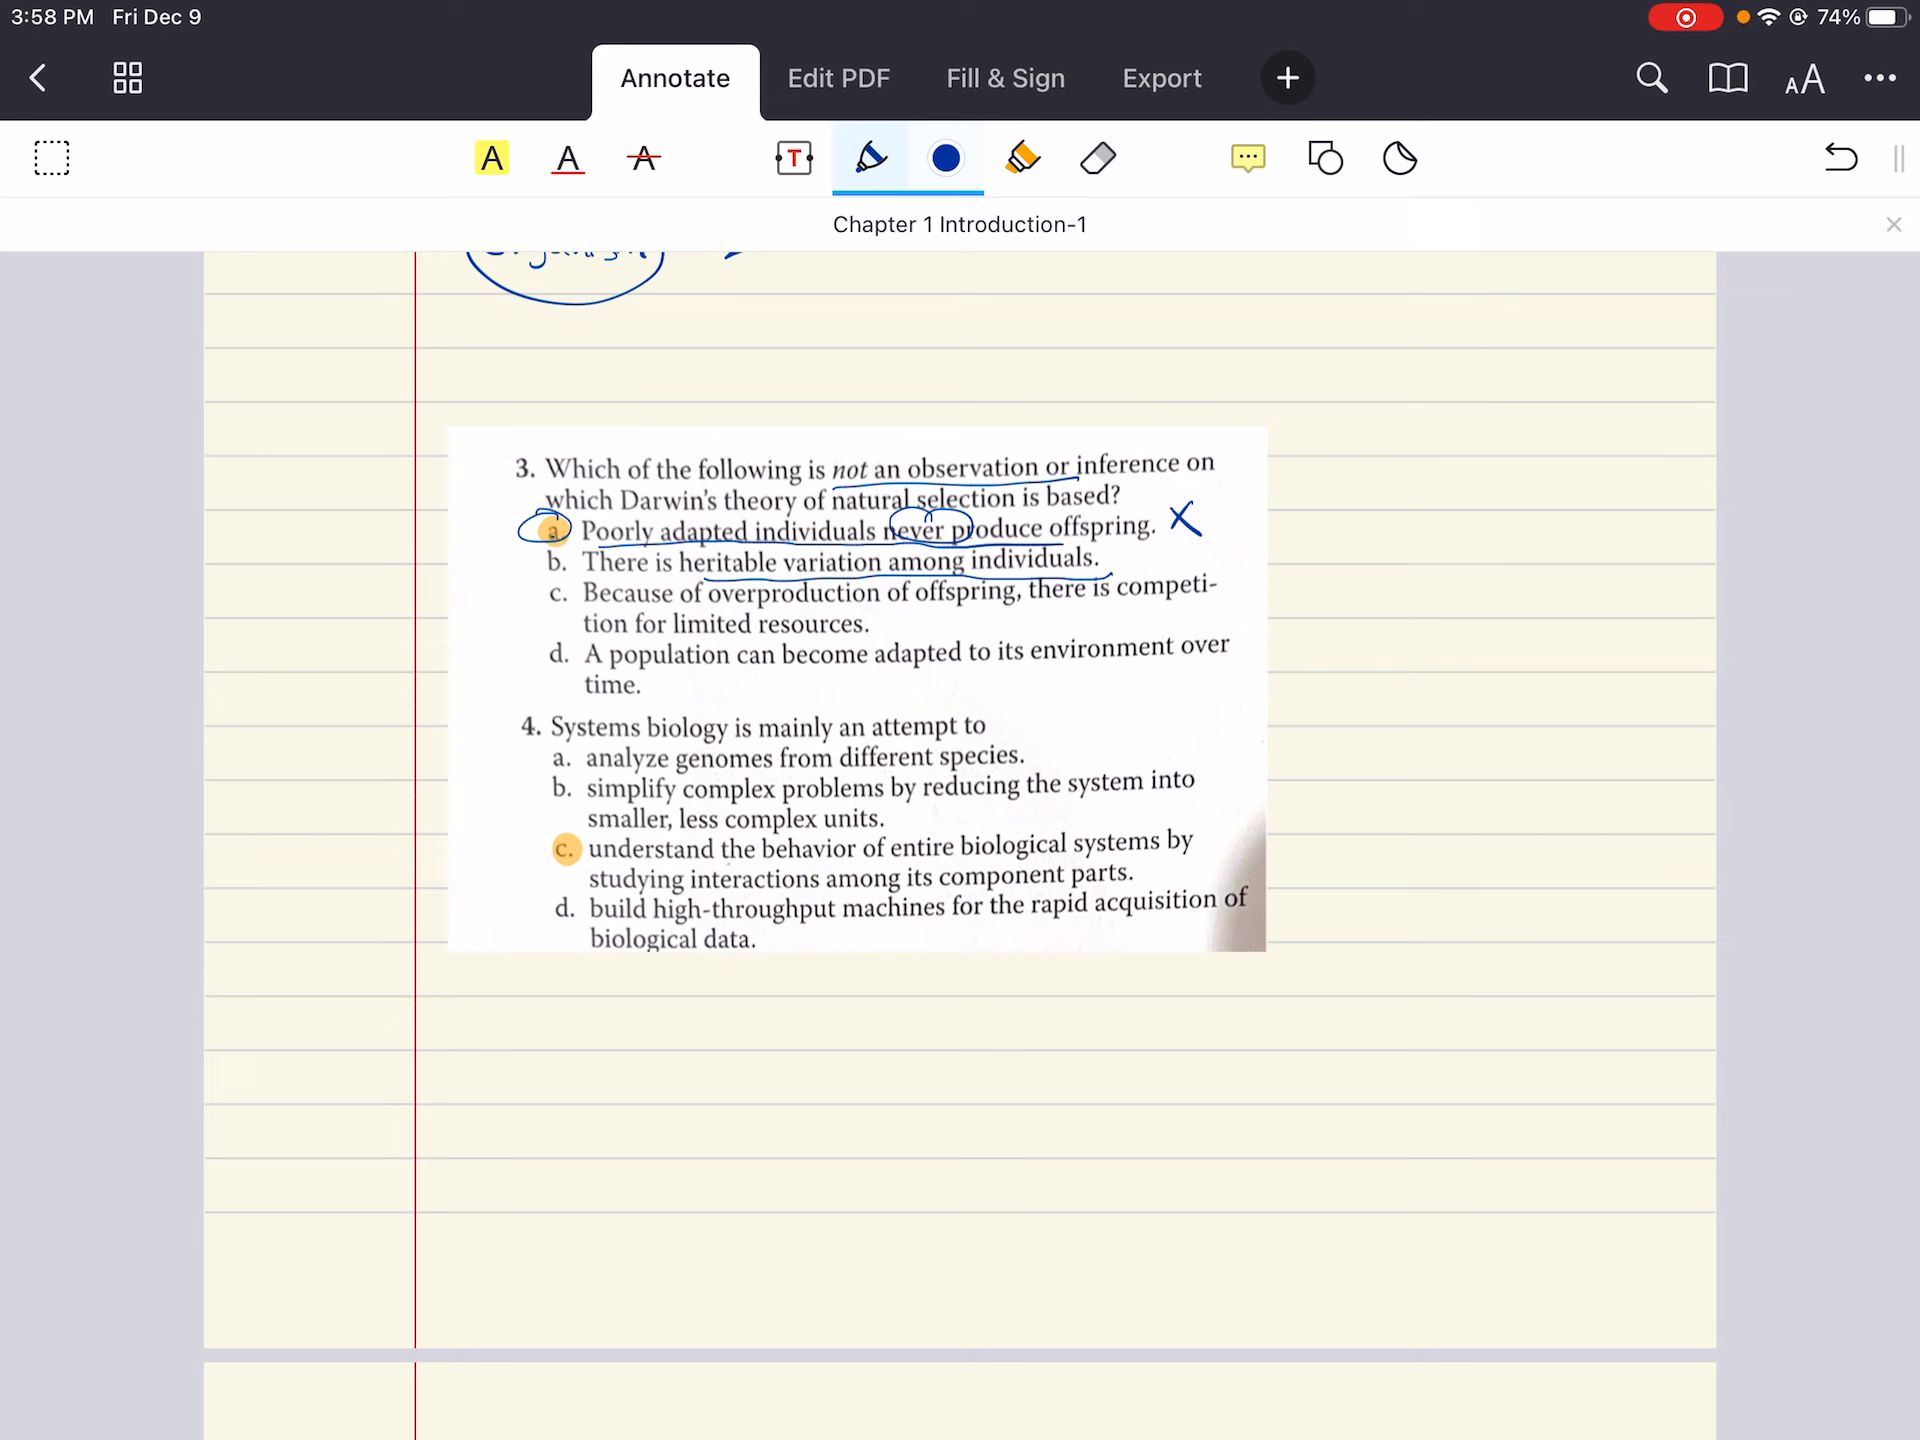 3:58 PM Fri Dec 9
74%
Annotate Edit PDF Fill & Sign Export
AA
A A A T
Chapter 1 Introduction-1
3. Which of the following is not an observation or inference on
which Darwin's theory of natural selection is based?
a. Poorly adapted individuals never produce offspring. X
b. There is heritable variation among individuals.
c. Because of overproduction of offspring, there is competi-
tion for limited resources.
d. A population can become adapted to its environment over
time.
4. Systems biology is mainly an attempt to
a. analyze genomes from different species.
b. simplify complex problems by reducing the system into
smaller, less complex units.
c. understand the behavior of entire biological systems by
studying interactions among its component parts.
d. build high-throughput machines for the rapid acquisition of
biological data.